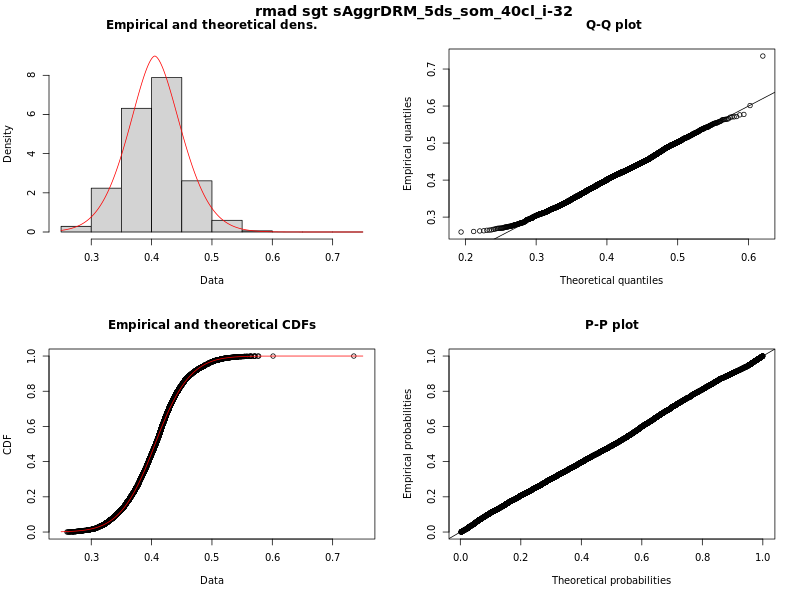 rmad sgt sAggrDRM_5ds_som_40cl_i-32
Empirical and theoretical dens.
Density
0 2 4 6 8
0.3 0.4 0.5 0.6 0.7
Data
Q-Q plot
Empirical quantiles
0.3 0.4 0.5 0.6 0.7
0.2 0.3 0.4 0.5 0.6
Theoretical quantiles
Empirical and theoretical CDFs
CDF
0.0 0.2 0.4 0.6 0.8 1.0
0.3 0.4 0.5 0.6 0.7
Data
P-P plot
Empirical probabilities
0.0 0.2 0.4 0.6 0.8 1.0
0.0 0.2 0.4 0.6 0.8 1.0
Theoretical probabilities